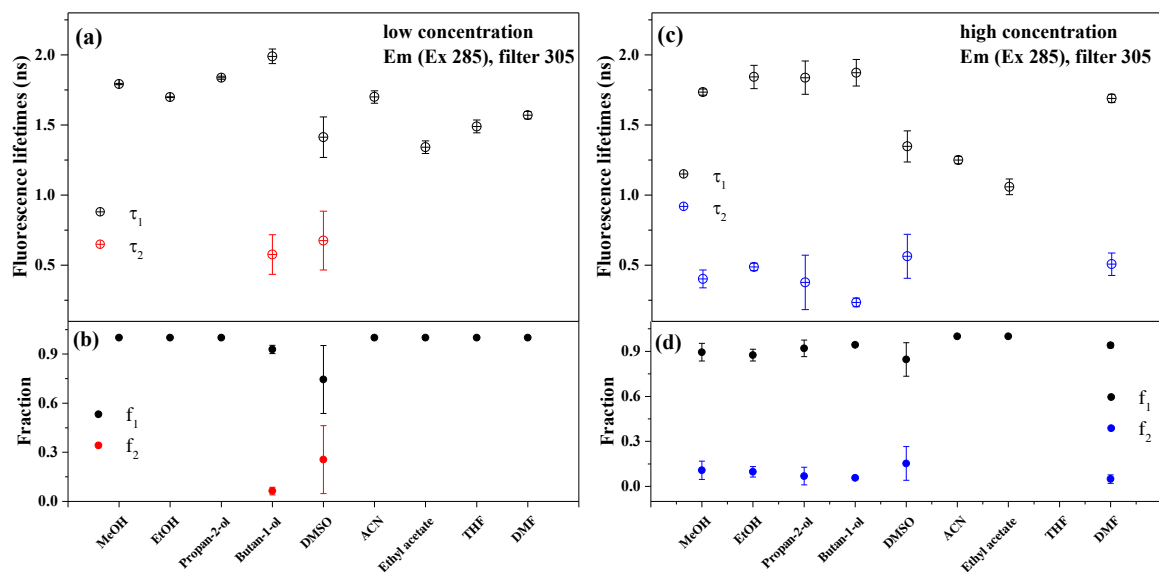 (a)
low concentration
Em (Ex 285), filter 305
Fluorescence lifetimes (ns)
2.0
1.5
1.0
0.5
τ1
τ2
(b)
Fraction
0.9
0.6
0.3
0.0
f1
f2
MeOH
EtOH
Propan-2-ol
Butan-1-ol
DMSO
ACN
Ethyl acetate
THF
DMF
(c)
high concentration
Em (Ex 285), filter 305
Fluorescence lifetimes (ns)
2.0
1.5
1.0
0.5
τ1
τ2
(d)
Fraction
0.9
0.6
0.3
0.0
f1
f2
MeOH
EtOH
Propan-2-ol
Butan-1-ol
DMSO
ACN
Ethyl acetate
THF
DMF